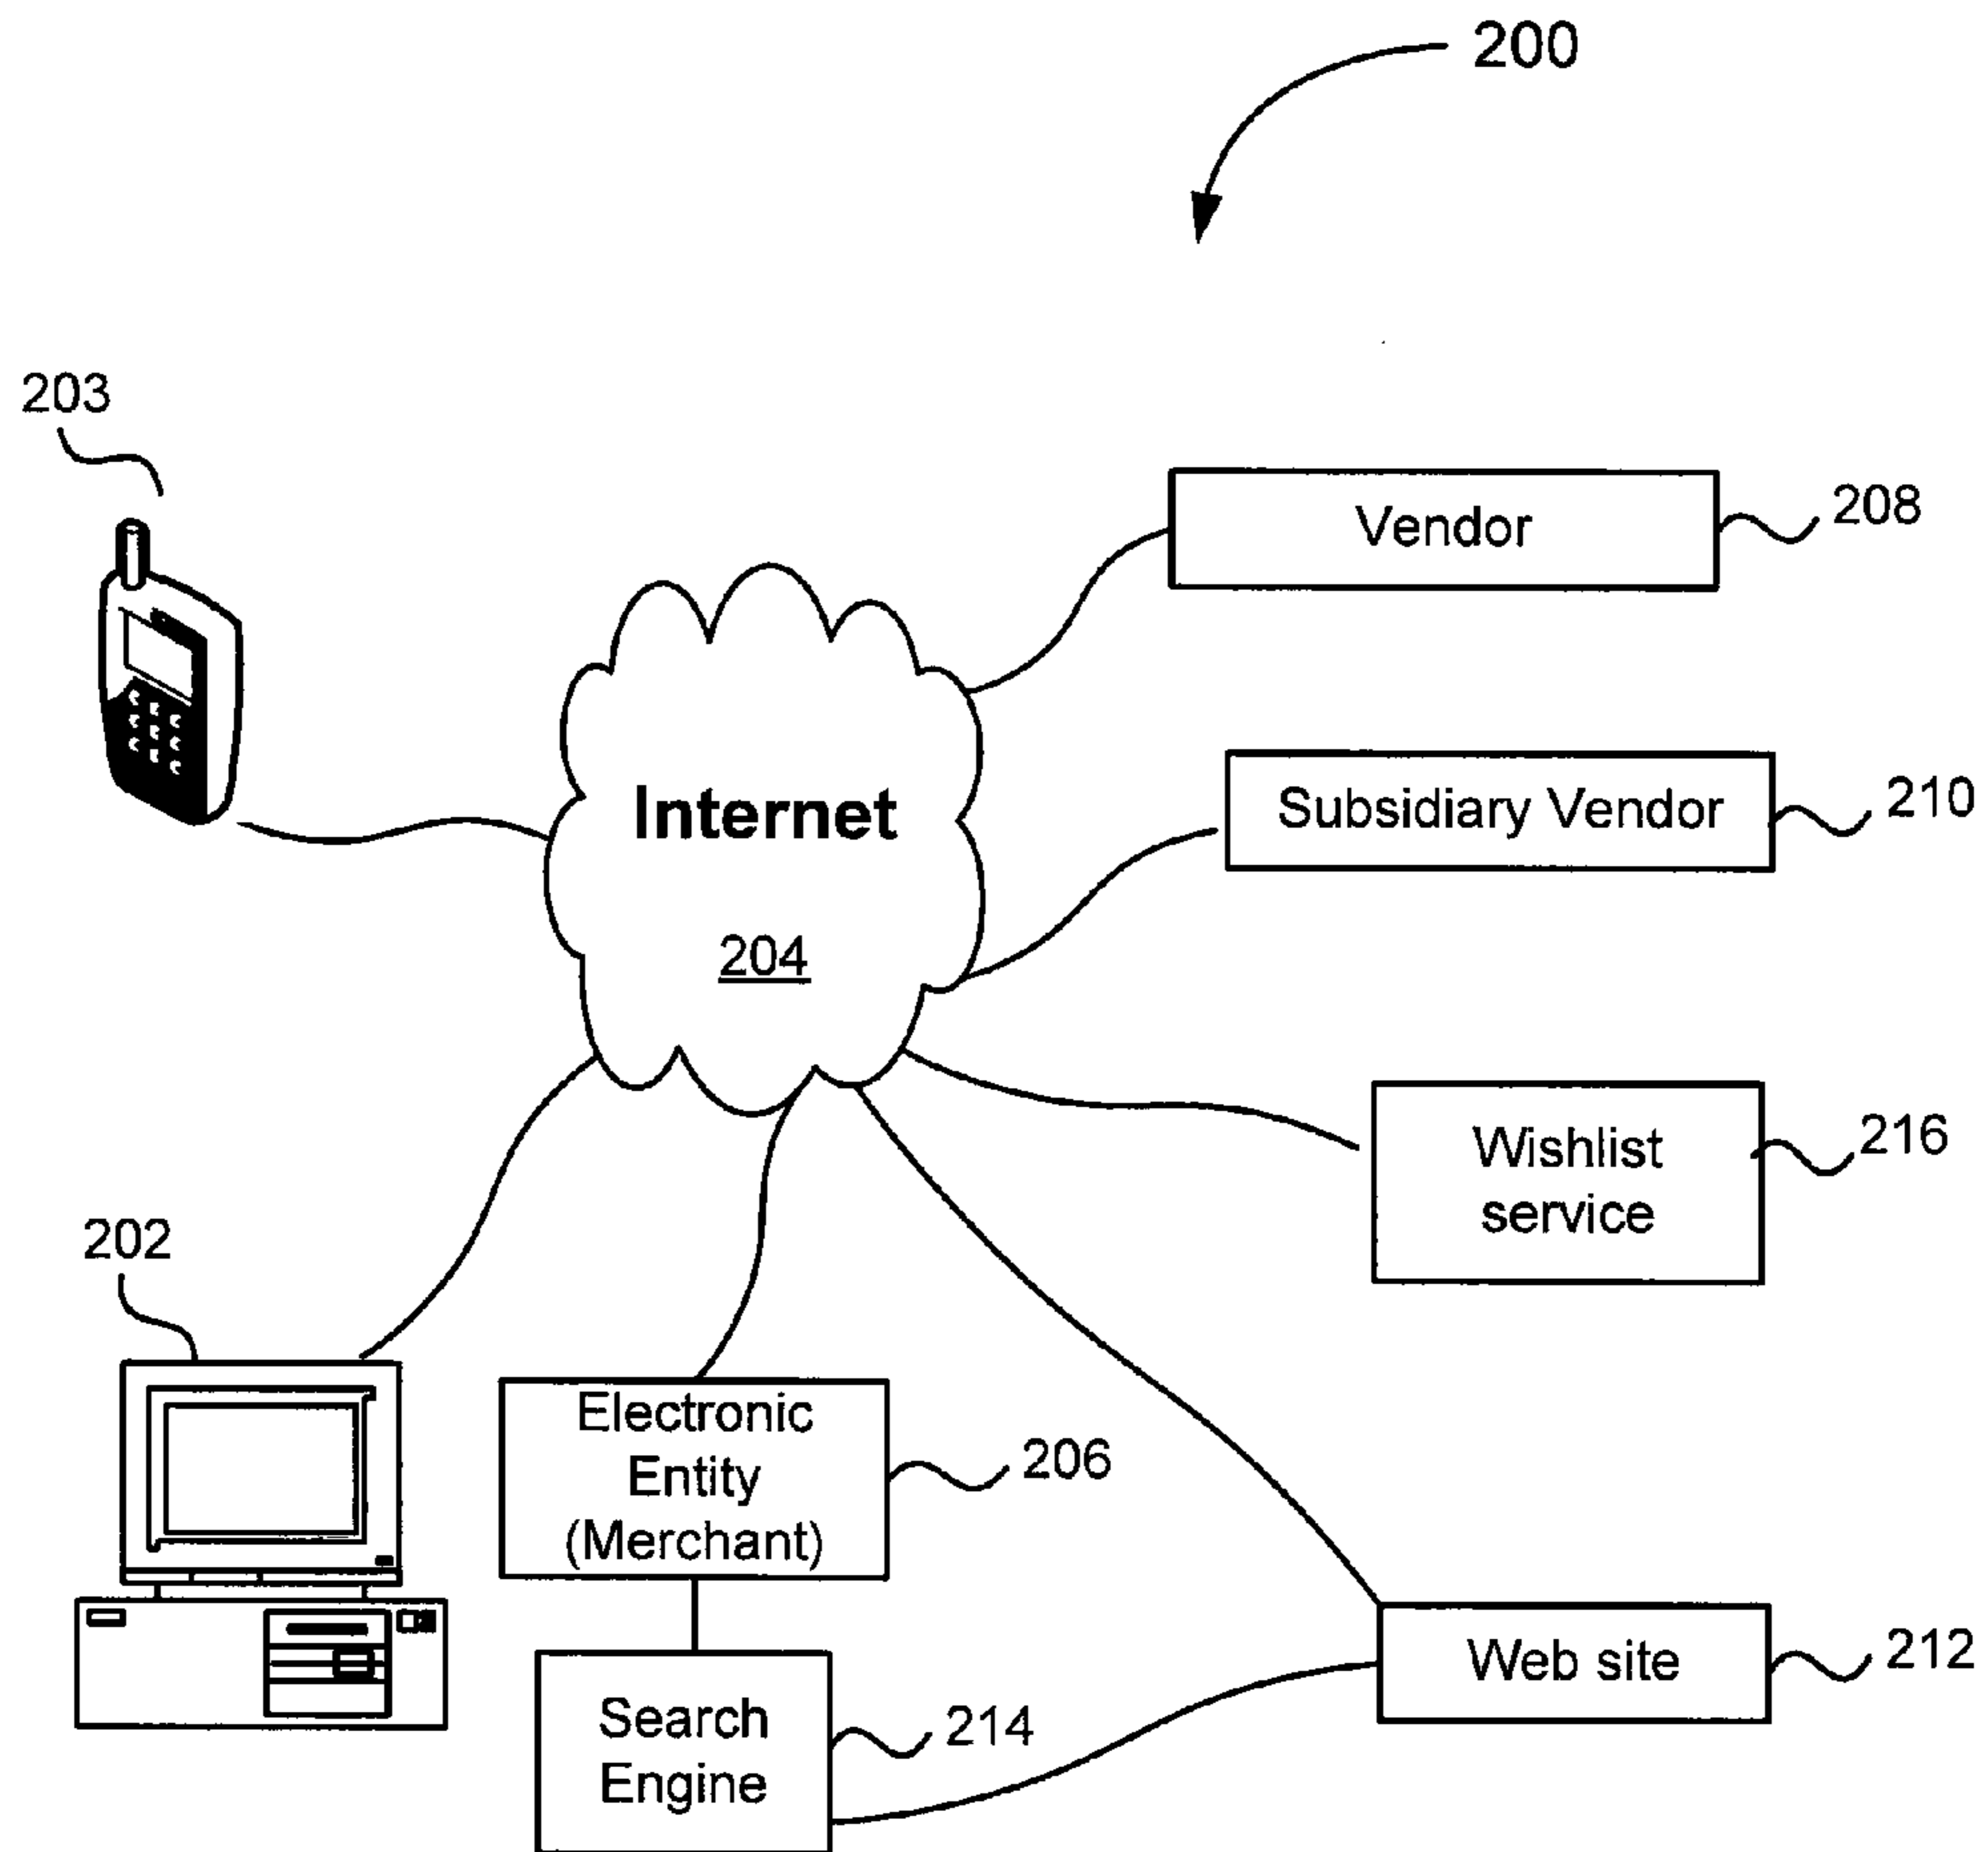 200
203
Vendor
208
Internet
204
Subsidiary Vendor
210
Wishlist
service
216
202
Electronic
Entity
(Merchant)
206
Search
Engine
214
Web site
212